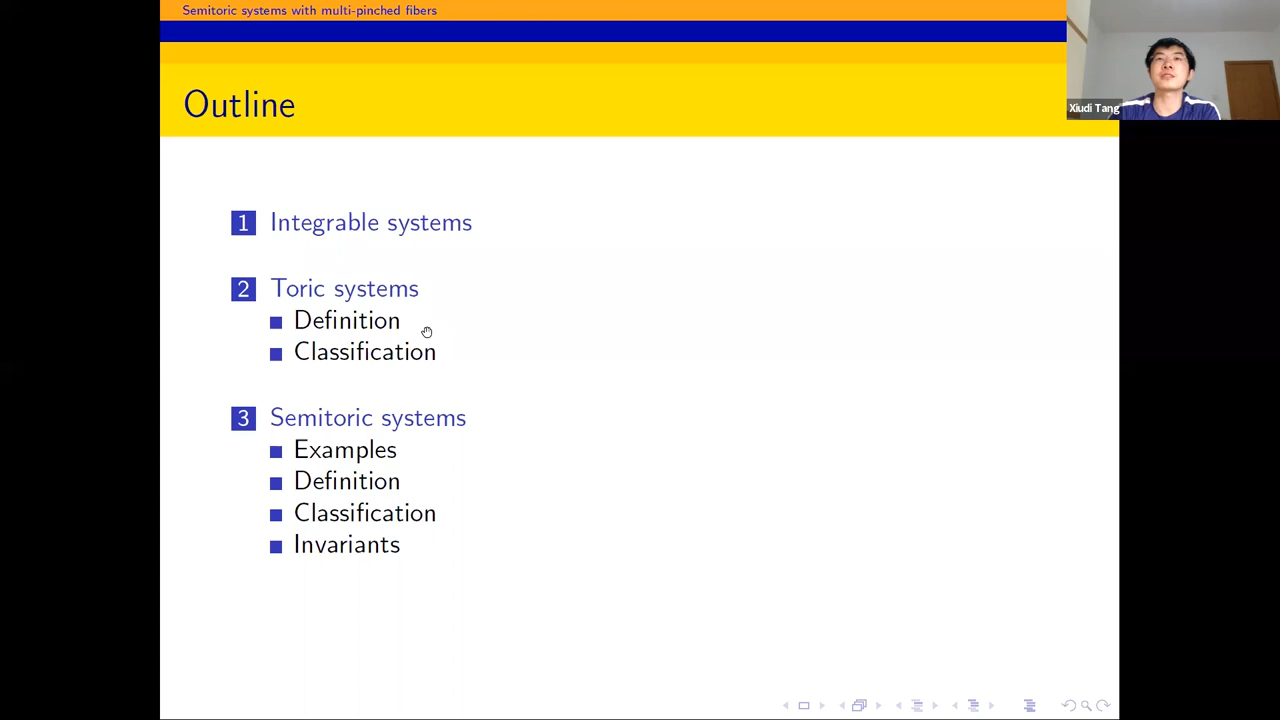 Semitoric systems with multi-pinched fibers
Xiudi Tang
Outline
1 Integrable systems
2 Toric systems
Definition
Classification
3 Semitoric systems
Examples
Definition
Classification
Invariants